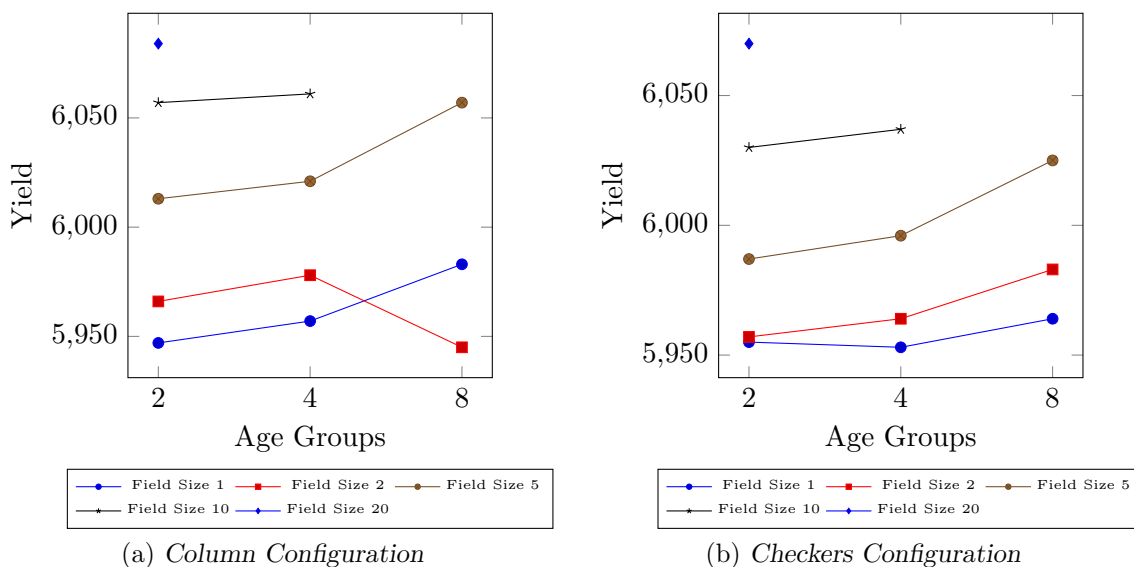 6,050
6,000
5,950
Yield
2 4 8
Age Groups
Field Size 1 Field Size 2 Field Size 5
Field Size 10 Field Size 20
(a) Column Configuration
6,050
6,000
5,950
Yield
2 4 8
Age Groups
Field Size 1 Field Size 2 Field Size 5
Field Size 10 Field Size 20
(b) Checkers Configuration